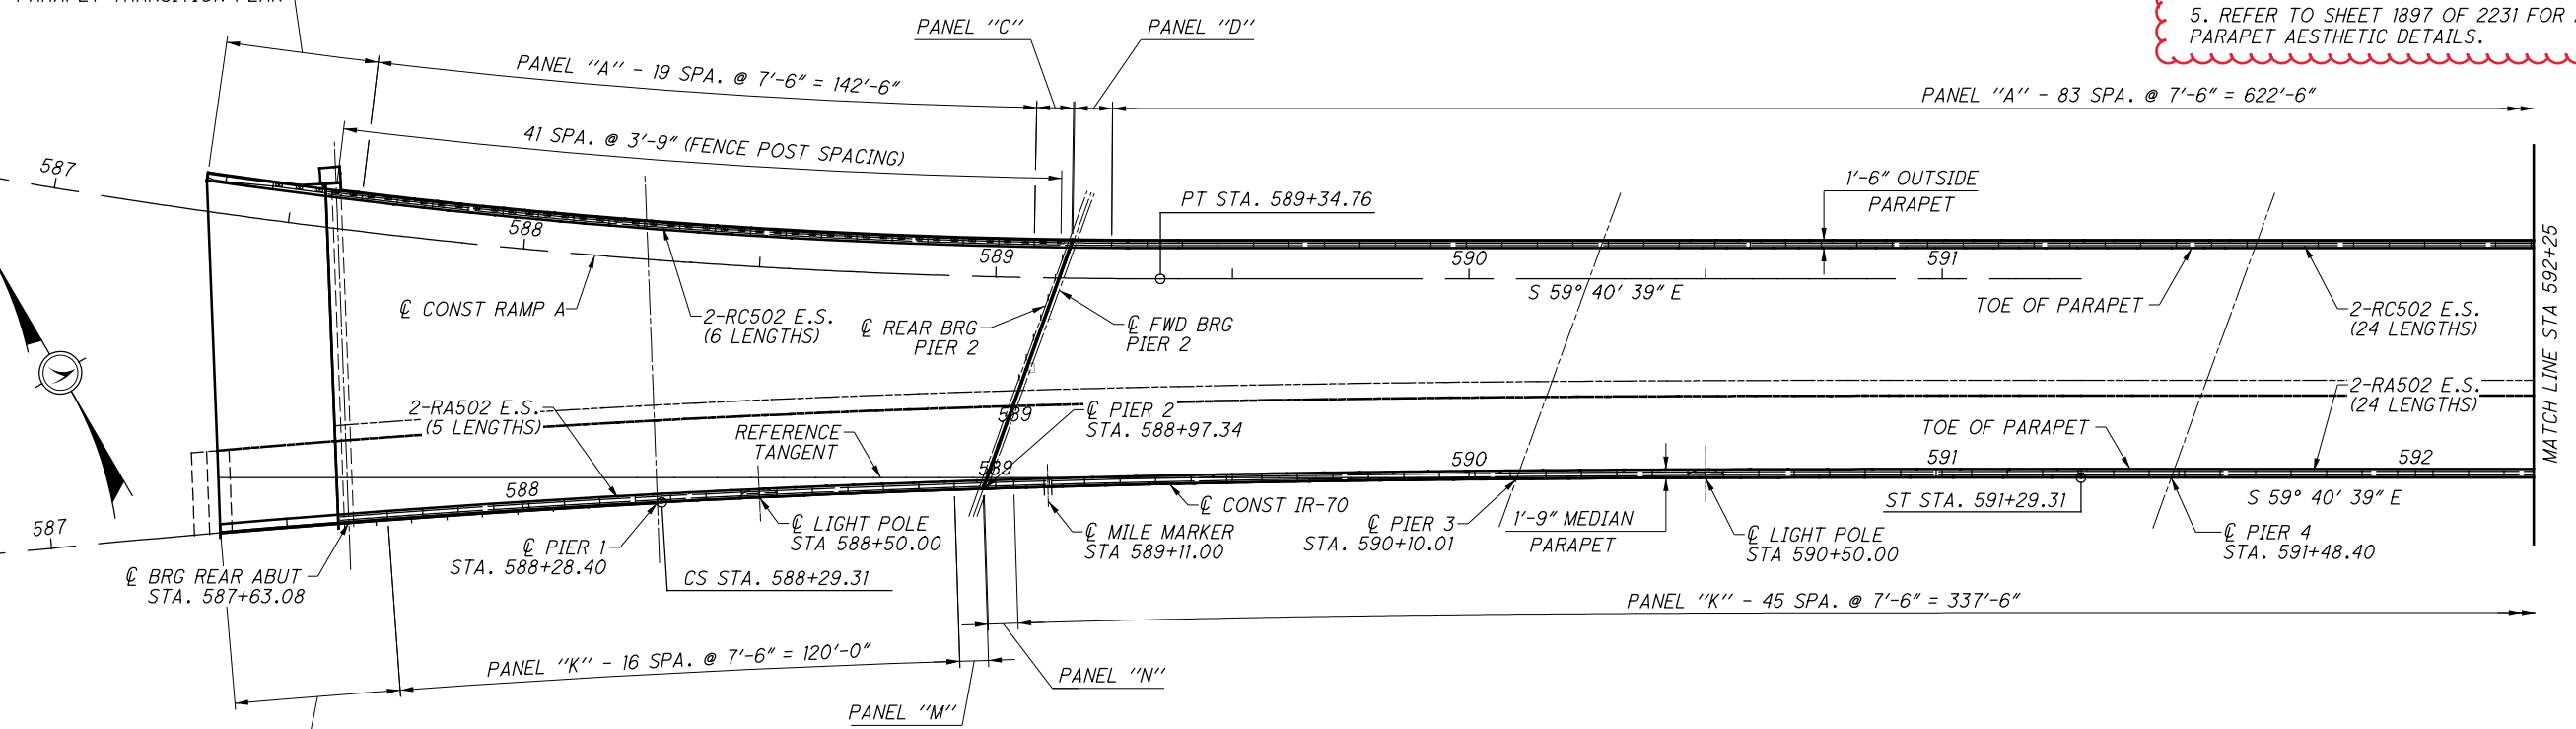 PARAPET TRANSITION PLAN
PANEL "C"
PANEL "D"
5. REFER TO SHEET 1897 OF 2231 FOR
PARAPET AESTHETIC DETAILS.
PANEL "A" - 19 SPA. @ 7'-6" = 142'-6"
PANEL "A" - 83 SPA. @ 7'-6" = 622'-6"
41 SPA. @ 3'-9" (FENCE POST SPACING)
587
PT STA. 589+34.76
1'-6" OUTSIDE
PARAPET
588
589
590
591
S 59° 40' 39" E
℄ CONST RAMP A
2-RC502 E.S.
(6 LENGTHS)
℄ REAR BRG
PIER 2
℄ FWD BRG
PIER 2
TOE OF PARAPET
2-RC502 E.S.
(24 LENGTHS)
MATCH LINE STA 592+25
2-RA502 E.S.
(5 LENGTHS)
REFERENCE
TANGENT
589
℄ PIER 2
STA. 588+97.34
2-RA502 E.S.
(24 LENGTHS)
TOE OF PARAPET
587
588
589
590
591
592
℄ BRG REAR ABUT
STA. 587+63.08
℄ PIER 1
STA. 588+28.40
CS STA. 588+29.31
℄ LIGHT POLE
STA 588+50.00
℄ MILE MARKER
STA 589+11.00
℄ CONST IR-70
℄ PIER 3
STA. 590+10.01
1'-9" MEDIAN
PARAPET
℄ LIGHT POLE
STA 590+50.00
ST STA. 591+29.31
S 59° 40' 39" E
℄ PIER 4
STA. 591+48.40
PANEL "K" - 45 SPA. @ 7'-6" = 337'-6"
PANEL "K" - 16 SPA. @ 7'-6" = 120'-0"
PANEL "N"
PANEL "M"